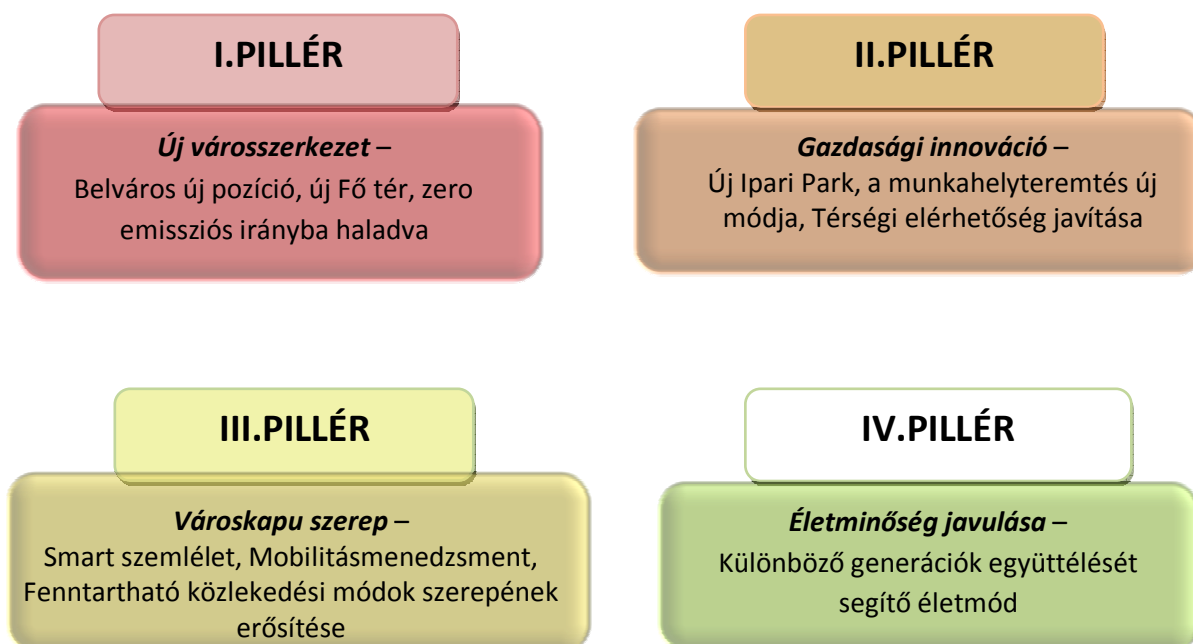 I.PILLÉR
Új városszerkezet –
Belváros új pozíció, új Fő tér, zero
emissziós irányba haladva
II.PILLÉR
Gazdasági innováció –
Új Ipari Park, a munkahelyteremtés új
módja, Térségi elérhetőség javítása
III.PILLÉR
Városkapu szerep –
Smart szemlélet, Mobilitásmenedzsment,
Fenntartható közlekedési módok szerepének
erősítése
IV.PILLÉR
Életminőség javulása –
Különböző generációk együttélését
segítő életmód